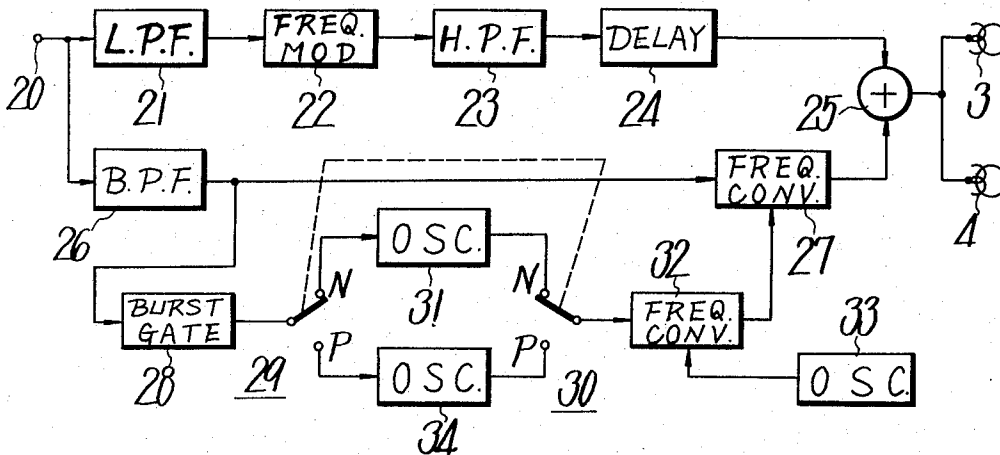 L.P.F.
FREQ.
MOD
H.P.F.
DELAY
20
21
22
23
24
25
3
B.P.F.
FREQ.
CONV.
26
27
4
OSC.
N
31
N
32
BURST
GATE
FREQ.
CONV.
28
29
P
OSC.
34
P
30
33
OSC.